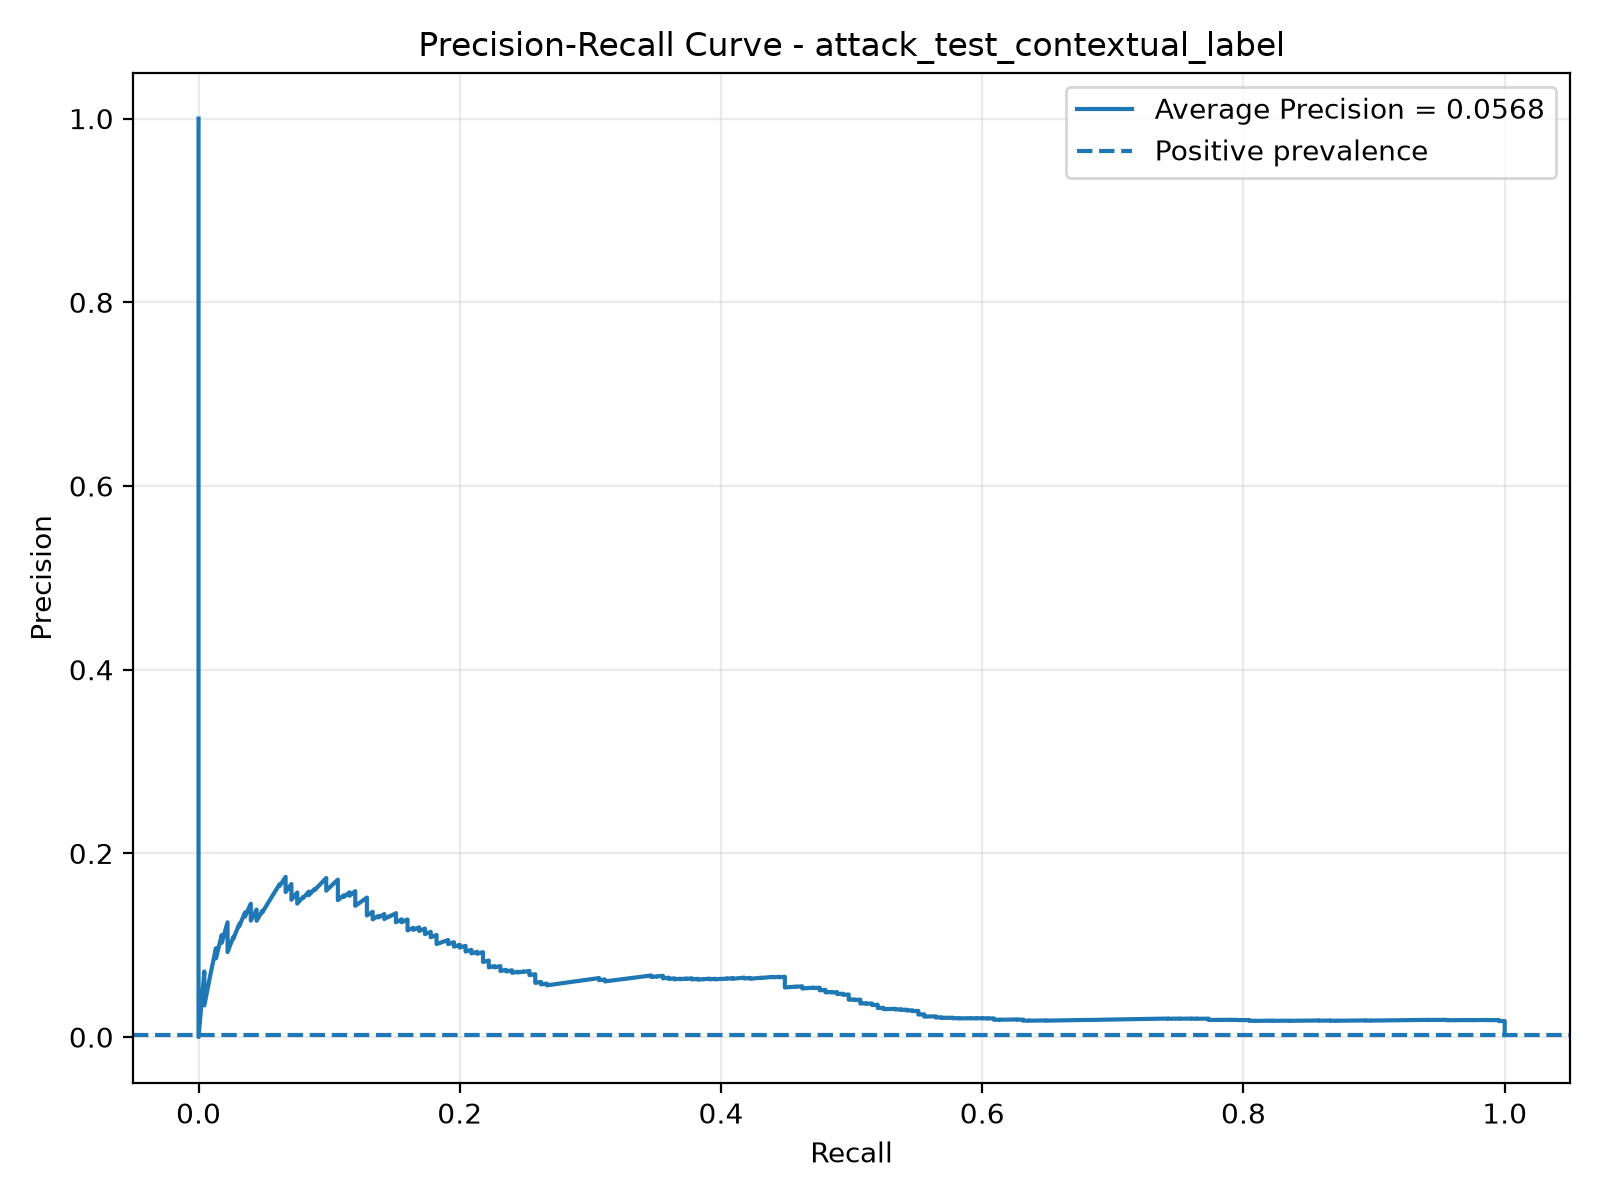 Precision-Recall Curve - attack_test_contextual_label
Average Precision = 0.0568
Positive prevalence
1.0
0.8
0.6
0.4
0.2
0.0
Precision
0.0 0.2 0.4 0.6 0.8 1.0
Recall